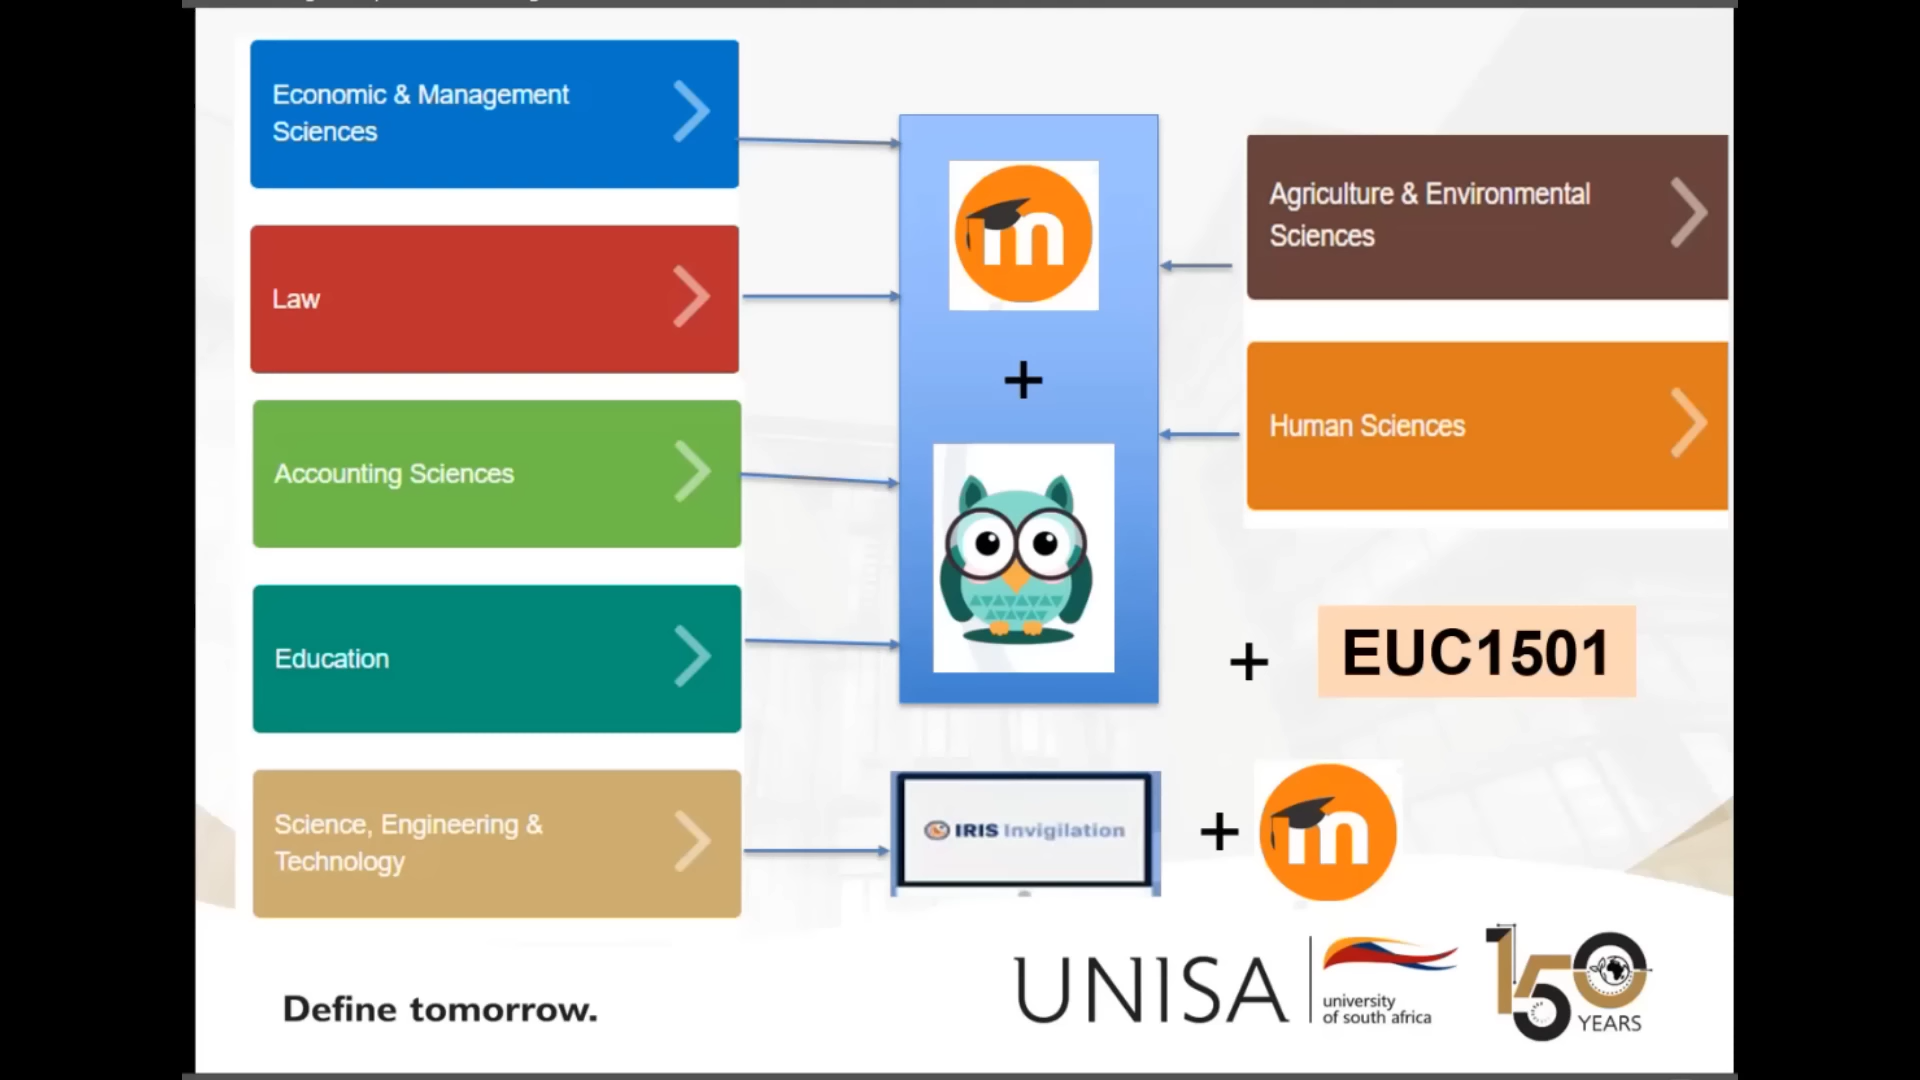 Economic & Management
Sciences
Law
Accounting Sciences
Education
Science, Engineering &
Technology
m
+
IRIS Invigilation
+
m
Agriculture & Environmental
Sciences
Human Sciences
+
EUC1501
Define tomorrow.
UNISA
university
of south africa
150
YEARS